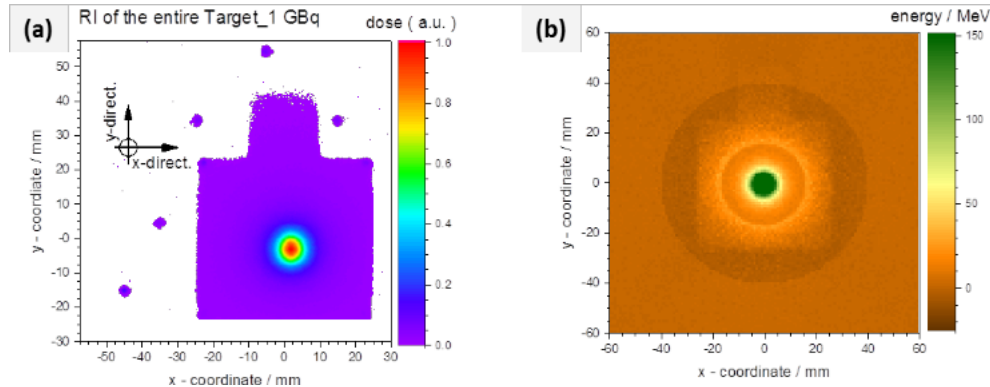 (a)
RI of the entire Target_1 GBq
dose ( a.u. )
y - coordiate / mm
50
40
30
20
10
-0
-10
-20
-30
y-direct.
x-direct.
-50 -40 -30 -20 -10 0 10 20 30
x - coordinate / mm
1.0
0.8
0.6
0.4
0.2
0.0
(b)
energy / MeV
y - coordinate / mm
60
40
20
0
-20
-40
-60
-60 -40 -20 0 20 40 60
x - coordinate / mm
150
100
50
0